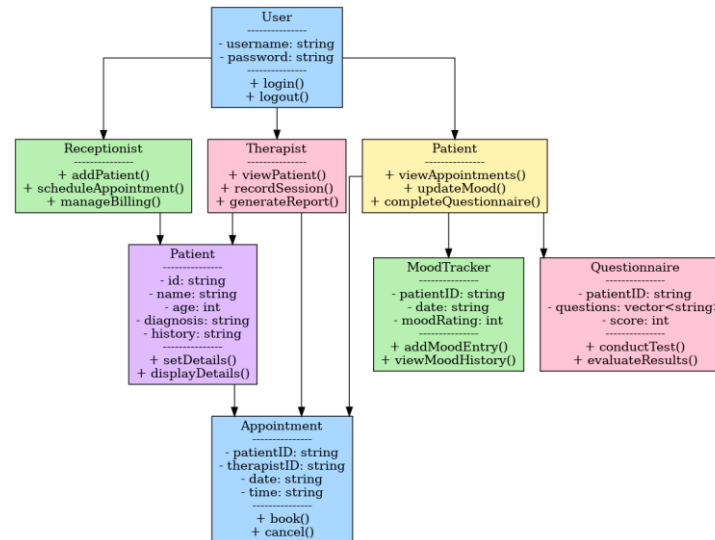 User
---------------
- username: string
- password: string
---------------
+ login()
+ logout()
Receptionist
---------------
+ addPatient()
+ scheduleAppointment()
+ manageBilling()
Therapist
---------------
+ viewPatient()
+ recordSession()
+ generateReport()
Patient
---------------
+ viewAppointments()
+ updateMood()
+ completeQuestionnaire()
Patient
---------------
- id: string
- name: string
- age: int
- diagnosis: string
- history: string
---------------
+ setDetails()
+ displayDetails()
MoodTracker
---------------
- patientID: string
- date: string
- moodRating: int
---------------
+ addMoodEntry()
+ viewMoodHistory()
Questionnaire
---------------
- patientID: string
- questions: vector<string>
- score: int
---------------
+ conductTest()
+ evaluateResults()
Appointment
---------------
- patientID: string
- therapistID: string
- date: string
- time: string
---------------
+ book()
+ cancel()